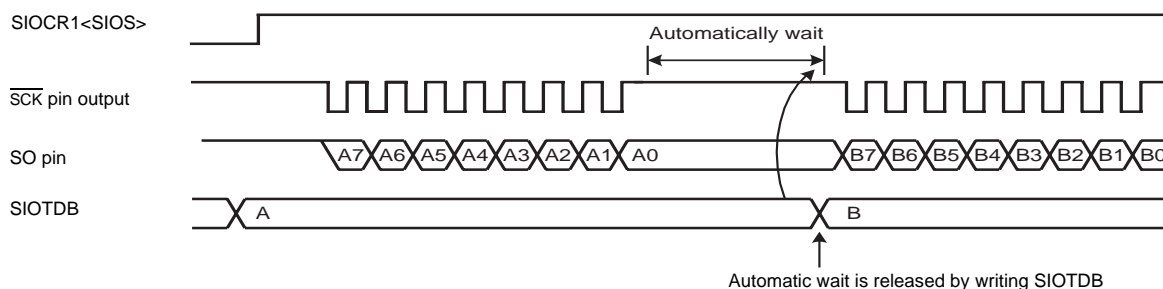 SIOCR1<SIOS>
Automatically wait
SCK pin output
SO pin
A7 A6 A5 A4 A3 A2 A1 A0 B7 B6 B5 B4 B3 B2 B1 B0
SIOTDB
A B
Automatic wait is released by writing SIOTDB